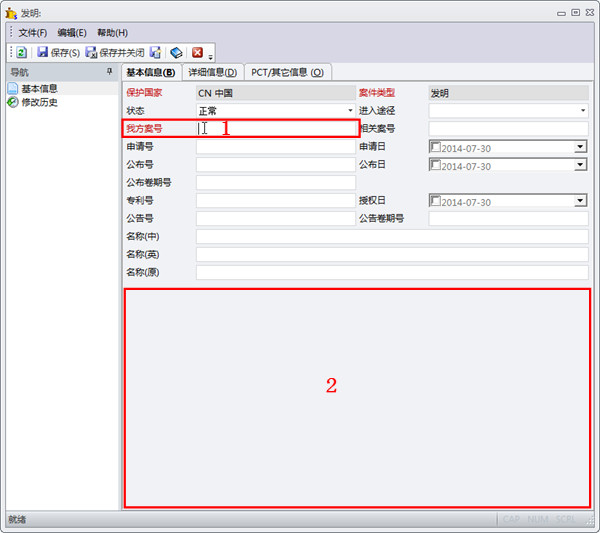 发明:
文件(F) 编辑(E) 帮助(H)
保存(S) 保存并关闭
导航 基本信息(B) 详细信息(D) PCT/其它信息 (O)
基本信息
修改历史
保护国家 CN 中国 案件类型 发明
状态 正常 进入途径
我方案号 1 相关案号
申请号 申请日 2014-07-30
公布号 公布日 2014-07-30
公布卷期号
专利号 授权日 2014-07-30
公告号 公告卷期号
名称(中)
名称(英)
名称(原)
2
就绪 CAP NUM SCRL